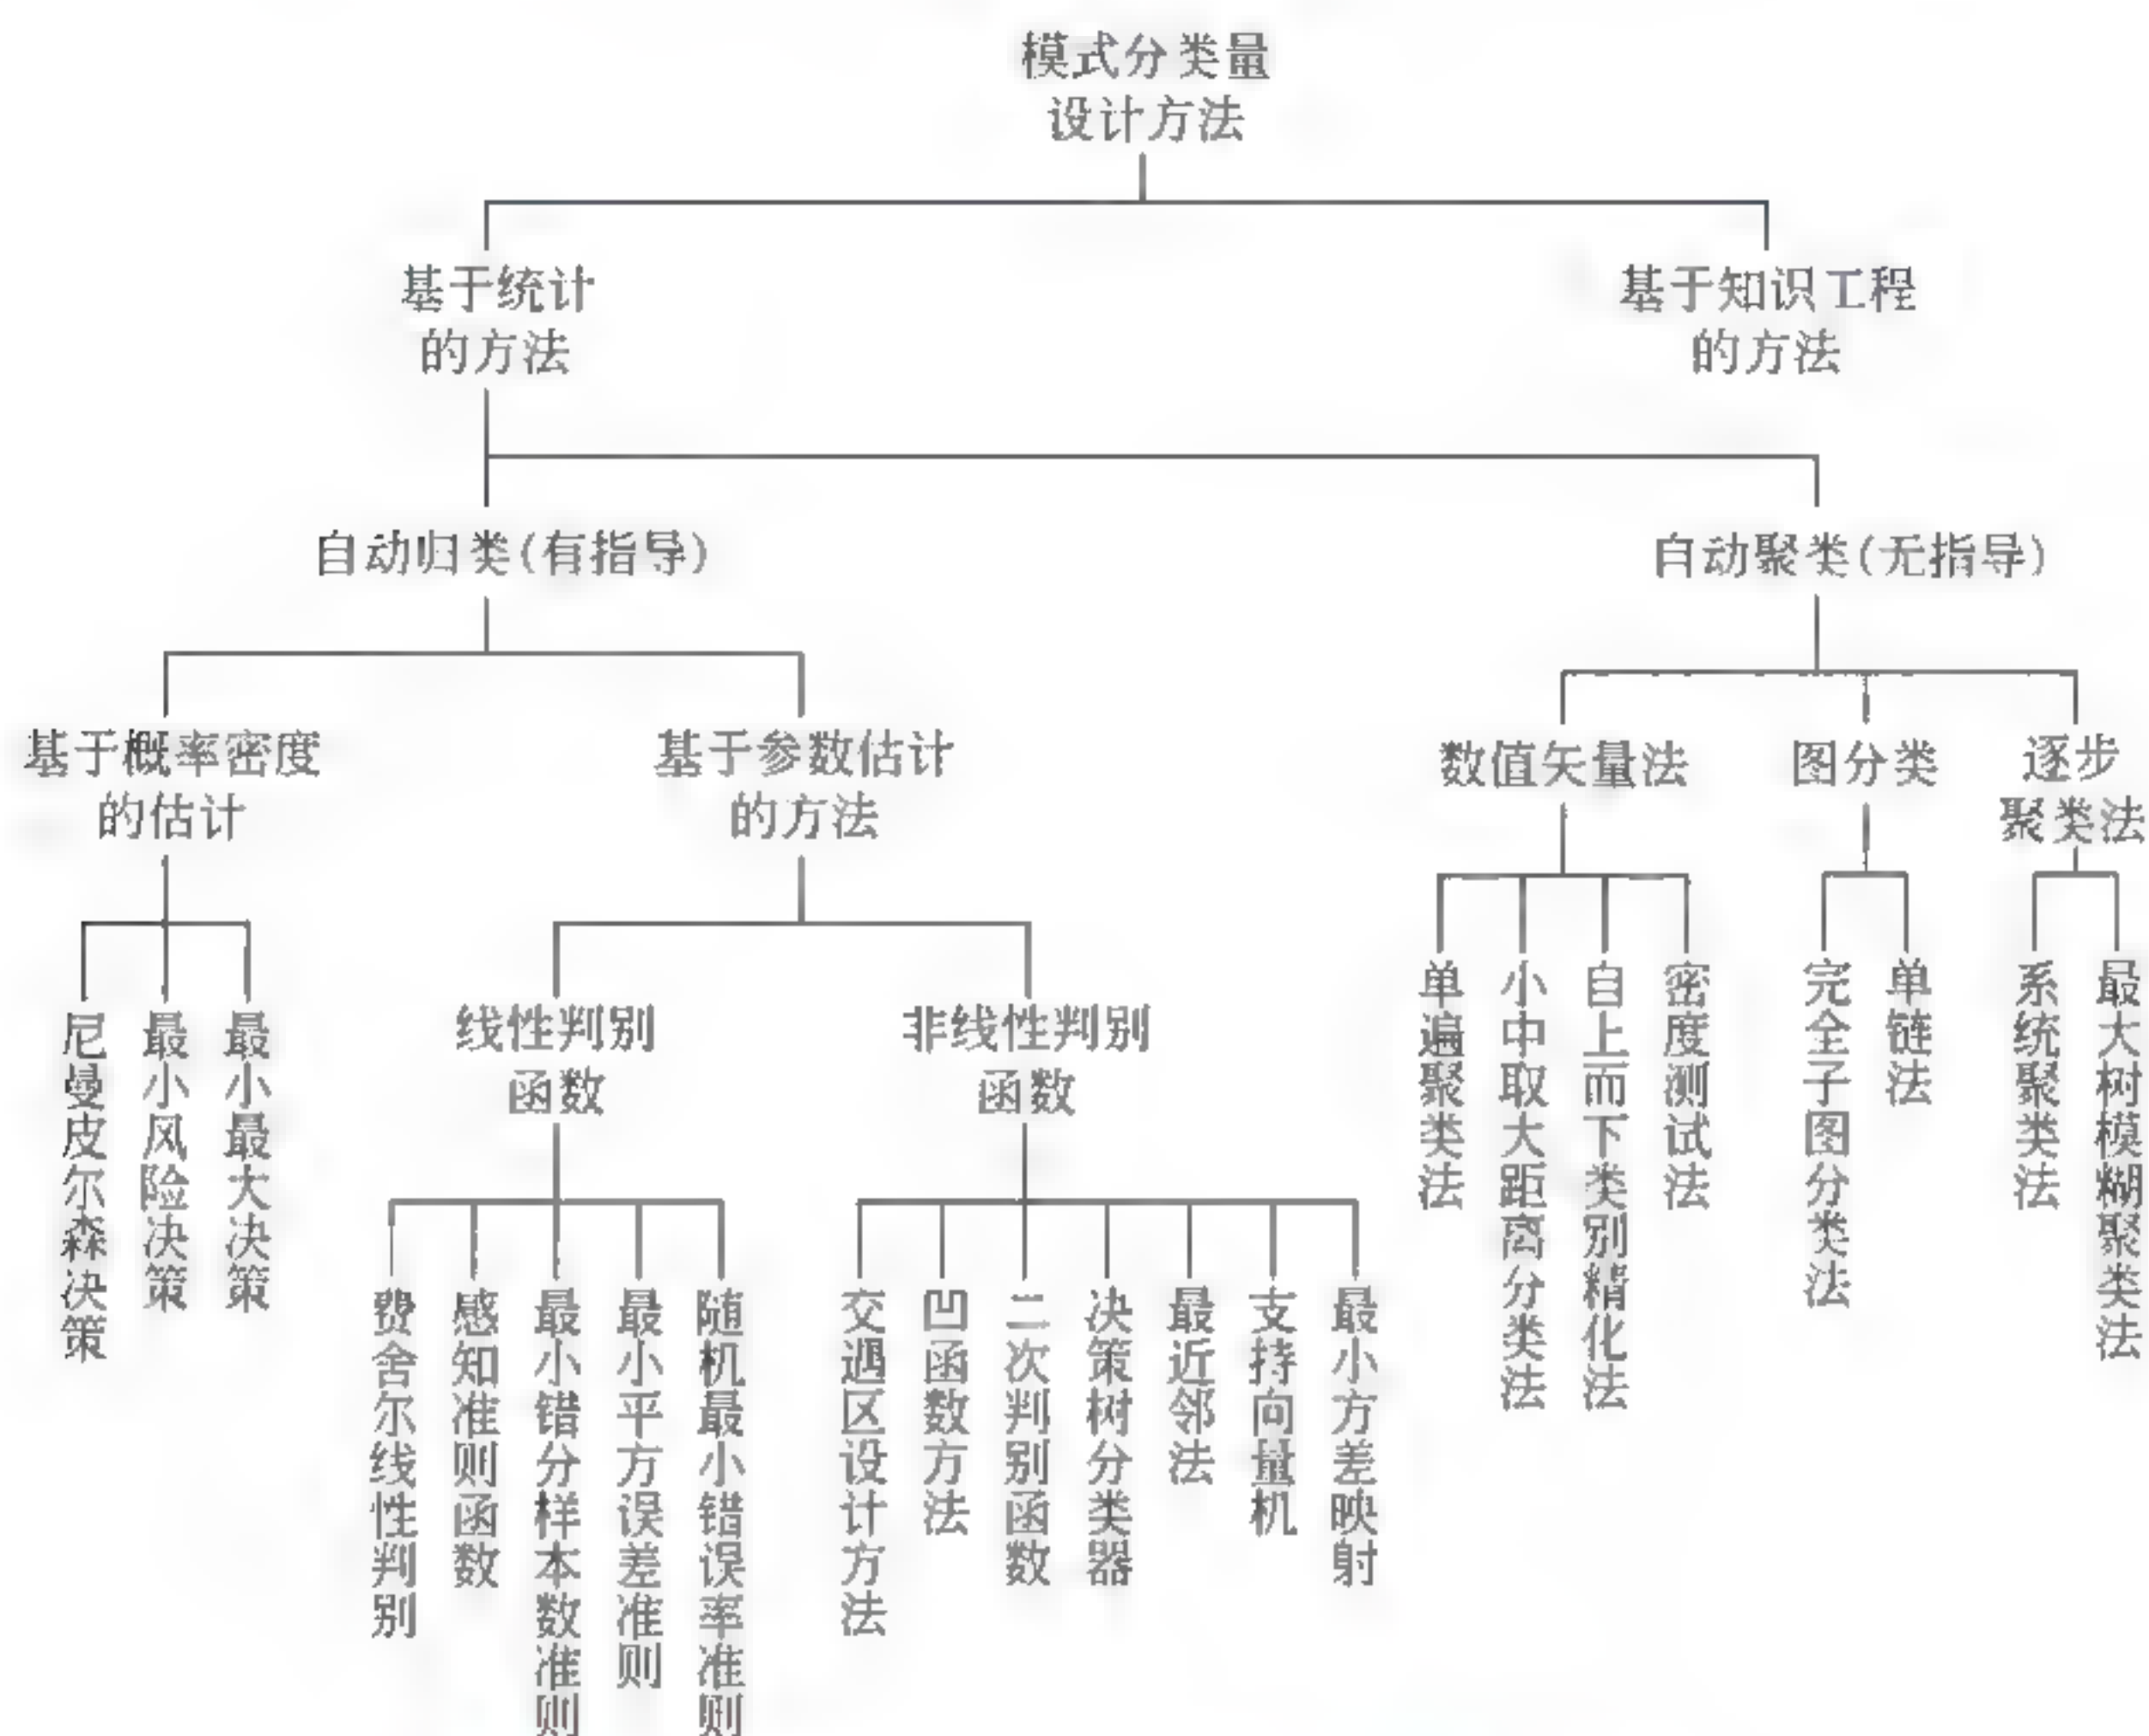 模式分类量
设计方法
基于统计
的方法
基于知识工程
的方法
自动归类(有指导)
自动聚类(无指导)
基于概率密度
的估计
基于参数估计
的方法
数值矢量法
图分类
逐步
聚类法
尼曼皮尔森决策
最小风险决策
最小最大决策
线性判别
函数
非线性判别
函数
单遍聚类法
小中取大距离分类法
自上而下类别精化法
密度测试法
完全子图分类法
单链法
系统聚类法
最大树模糊聚类法
费舍尔线性判别
感知准则函数
最小错分样本数准则
最小平方误差准则
随机最小错误率准则
交遇区设计方法
凹函数方法
二次判别函数
决策树分类器
最近邻法
支持向量机
最小方差映射